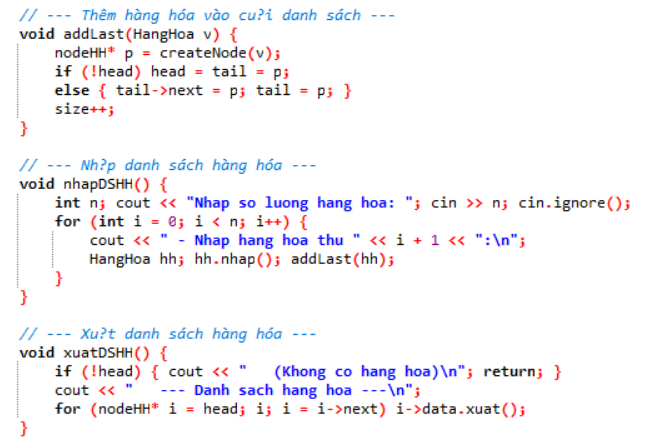 // --- Thêm hàng hóa vào cu?i danh sách ---
void addLast(HangHoa v) {
    nodeHH* p = createNode(v);
    if (!head) head = tail = p;
    else { tail->next = p; tail = p; }
    size++;
}
// --- Nh?p danh sách hàng hóa ---
void nhapDSHH() {
    int n; cout << "Nhap so luong hang hoa: "; cin >> n; cin.ignore();
    for (int i = 0; i < n; i++) {
        cout << " - Nhap hang hoa thu " << i + 1 << ":\n";
        HangHoa hh; hh.nhap(); addLast(hh);
    }
}
// --- Xu?t danh sách hàng hóa ---
void xuatDSHH() {
    if (!head) { cout << "   (Khong co hang hoa)\n"; return; }
    cout << "   --- Danh sach hang hoa ---\n";
    for (nodeHH* i = head; i; i = i->next) i->data.xuat();
}